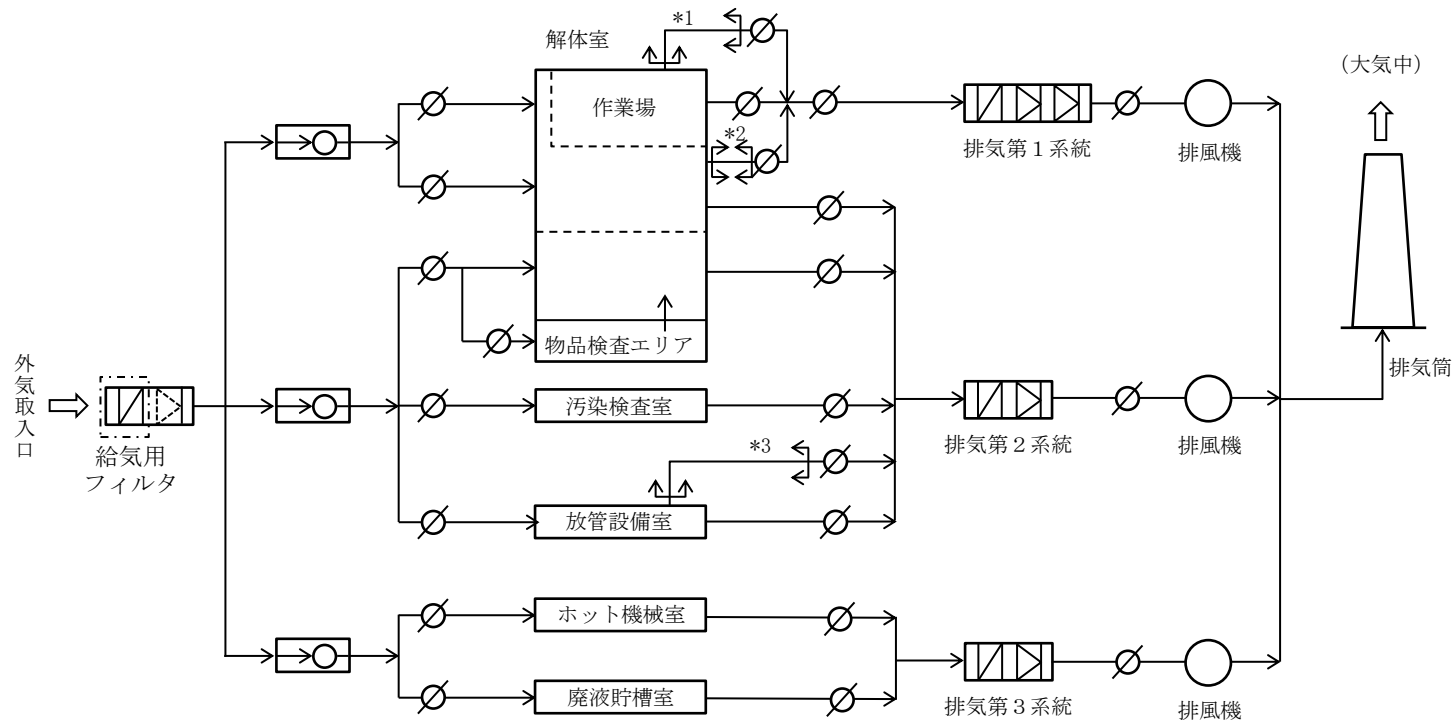 *1
解体室
(大気中)
作業場
*2
排気第１系統
排風機
物品検査エリア
外気取入口
排気筒
汚染検査室
給気用
フィルタ
*3
排気第２系統
排風機
放管設備室
ホット機械室
廃液貯槽室
排気第３系統
排風機